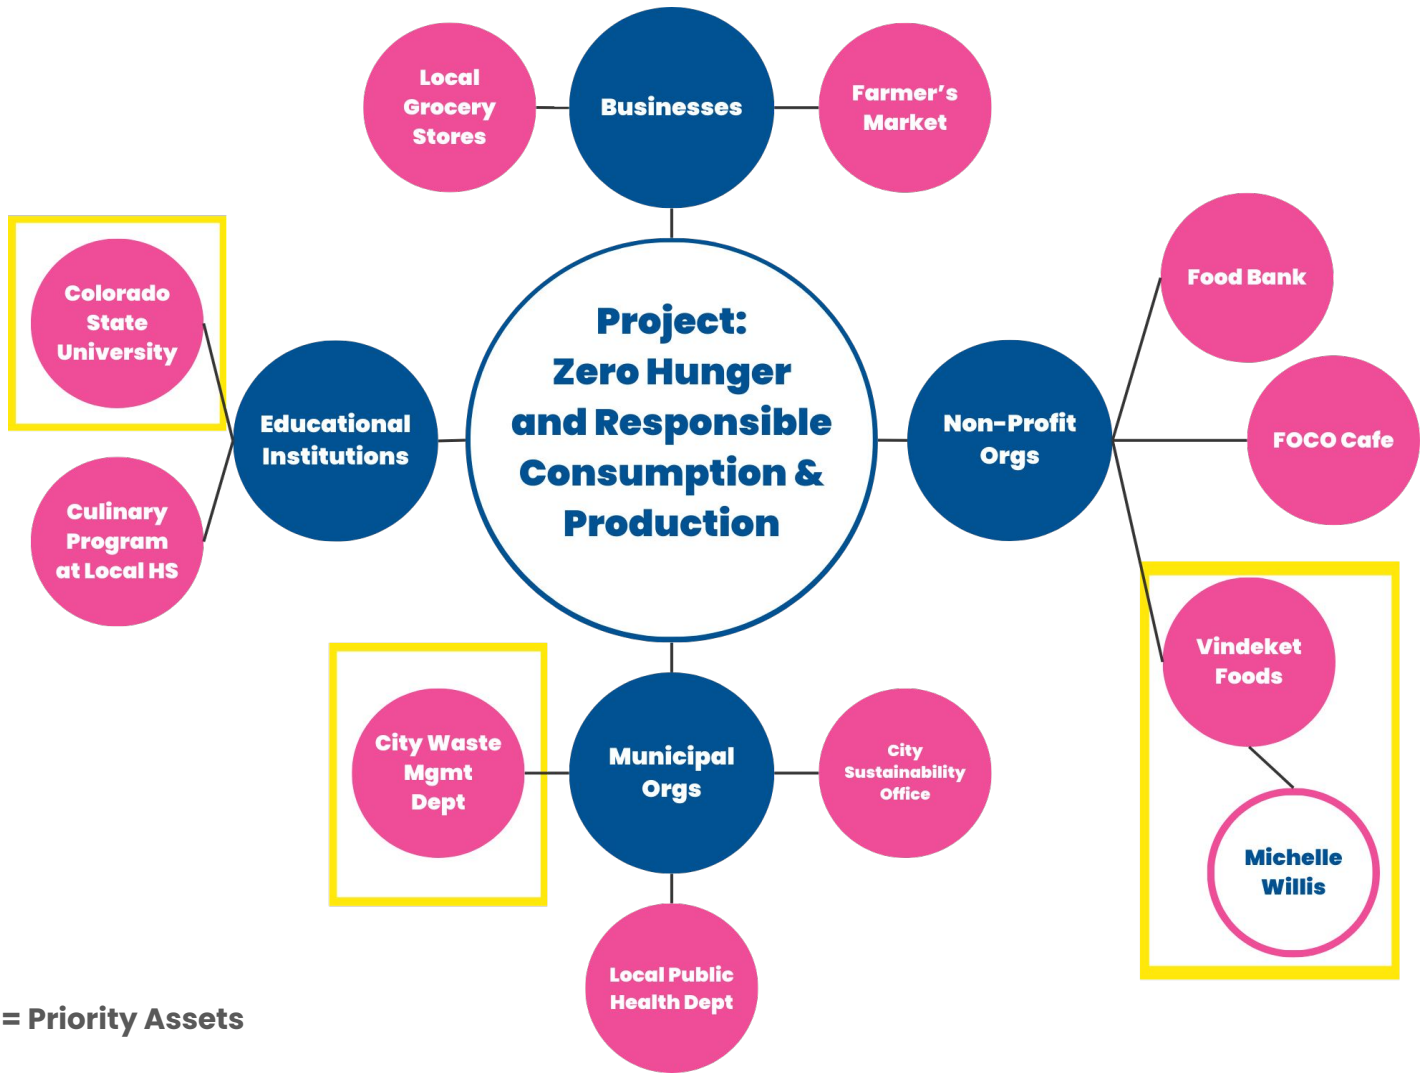 Local
Grocery
Stores
Businesses
Farmer’s
Market
Colorado
State
University
Educational
Institutions
Culinary
Program
at Local HS
Project:
Zero Hunger
and Responsible
Consumption &
Production
Non-Profit
Orgs
Food Bank
FOCO Cafe
Vindeket
Foods
Michelle
Willis
City Waste
Mgmt
Dept
Municipal
Orgs
City
Sustainability
Office
Local Public
Health Dept
= Priority Assets